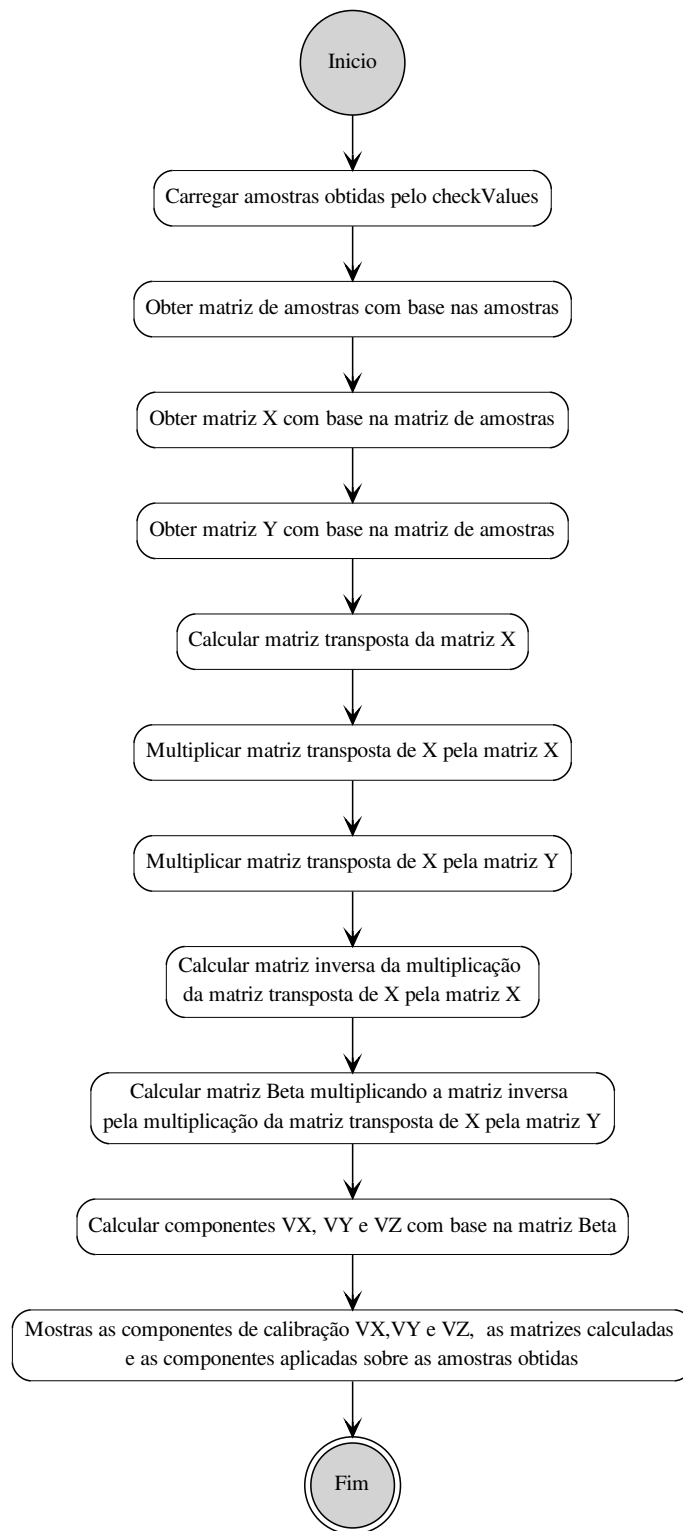 Inicio
Carregar amostras obtidas pelo checkValues
Obter matriz de amostras com base nas amostras
Obter matriz X com base na matriz de amostras
Obter matriz Y com base na matriz de amostras
Calcular matriz transposta da matriz X
Multiplicar matriz transposta de X pela matriz X
Multiplicar matriz transposta de X pela matriz Y
Calcular matriz inversa da multiplicação
da matriz transposta de X pela matriz X
Calcular matriz Beta multiplicando a matriz inversa
pela multiplicação da matriz transposta de X pela matriz Y
Calcular componentes VX, VY e VZ com base na matriz Beta
Mostras as componentes de calibração VX,VY e VZ, as matrizes calculadas
e as componentes aplicadas sobre as amostras obtidas
Fim